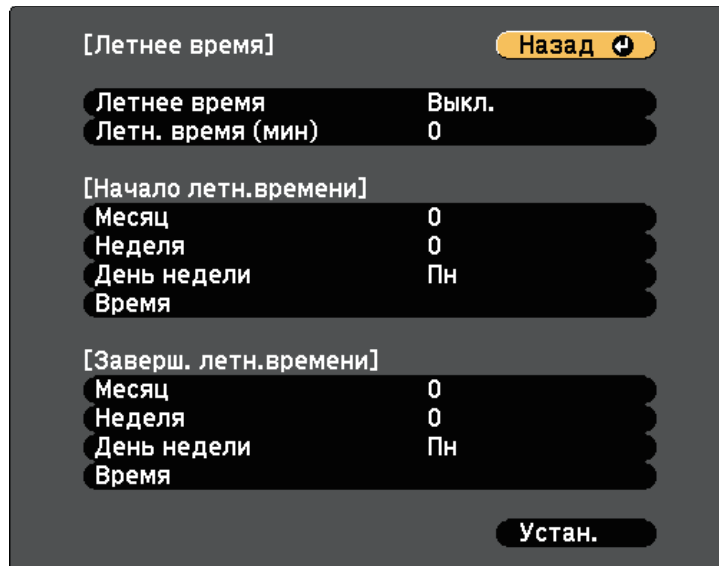 [Летнее время] Назад
Летнее время Выкл.
Летн. время (мин) 0
[Начало летн.времени]
Месяц 0
Неделя 0
День недели Пн
Время
[Заверш. летн.времени]
Месяц 0
Неделя 0
День недели Пн
Время
Устан.